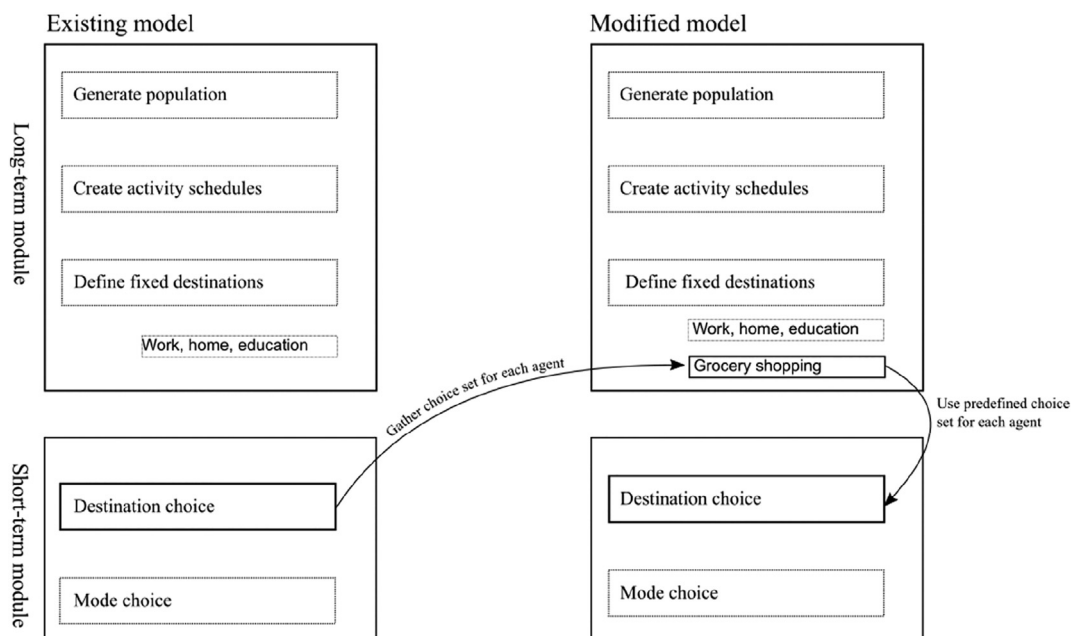 Existing model
Modified model
Long-term module
Generate population
Create activity schedules
Define fixed destinations
Work, home, education
Generate population
Create activity schedules
Define fixed destinations
Work, home, education
Grocery shopping
Gather choice set for each agent
Use predefined choice
set for each agent
Short-term module
Destination choice
Mode choice
Destination choice
Mode choice